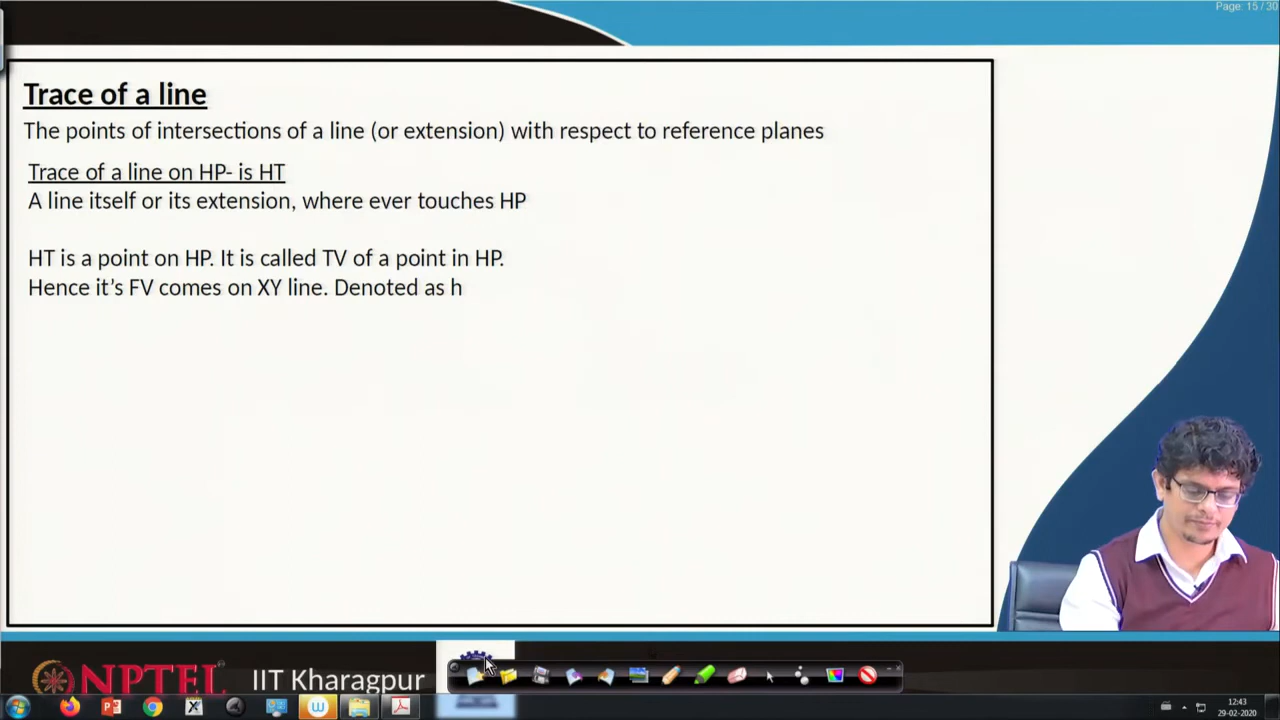 Page: 15 / 30
Trace of a line
The points of intersections of a line (or extension) with respect to reference planes
Trace of a line on HP- is HT
A line itself or its extension, where ever touches HP
HT is a point on HP. It is called TV of a point in HP.
Hence it’s FV comes on XY line. Denoted as h
NPTEL IIT Kharagpur
12:43
29-02-2020